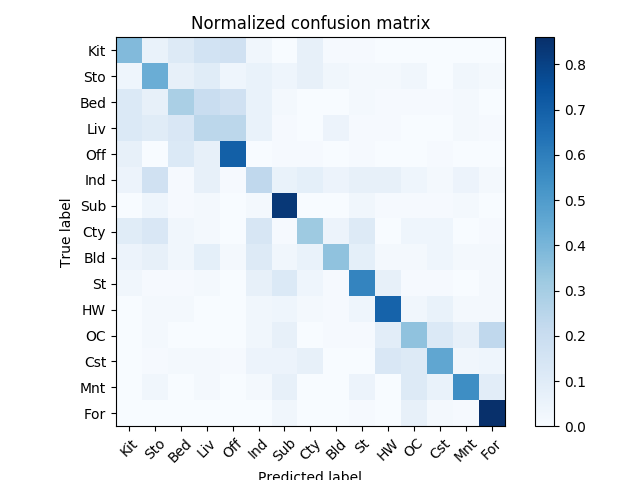 Normalized confusion matrix
True label
Kit
Sto
Bed
Liv
Off
Ind
Sub
Cty
Bld
St
HW
OC
Cst
Mnt
For
Kit Sto Bed Liv Off Ind Sub Cty Bld St HW OC Cst Mnt For
Predicted label
0.8
0.7
0.6
0.5
0.4
0.3
0.2
0.1
0.0